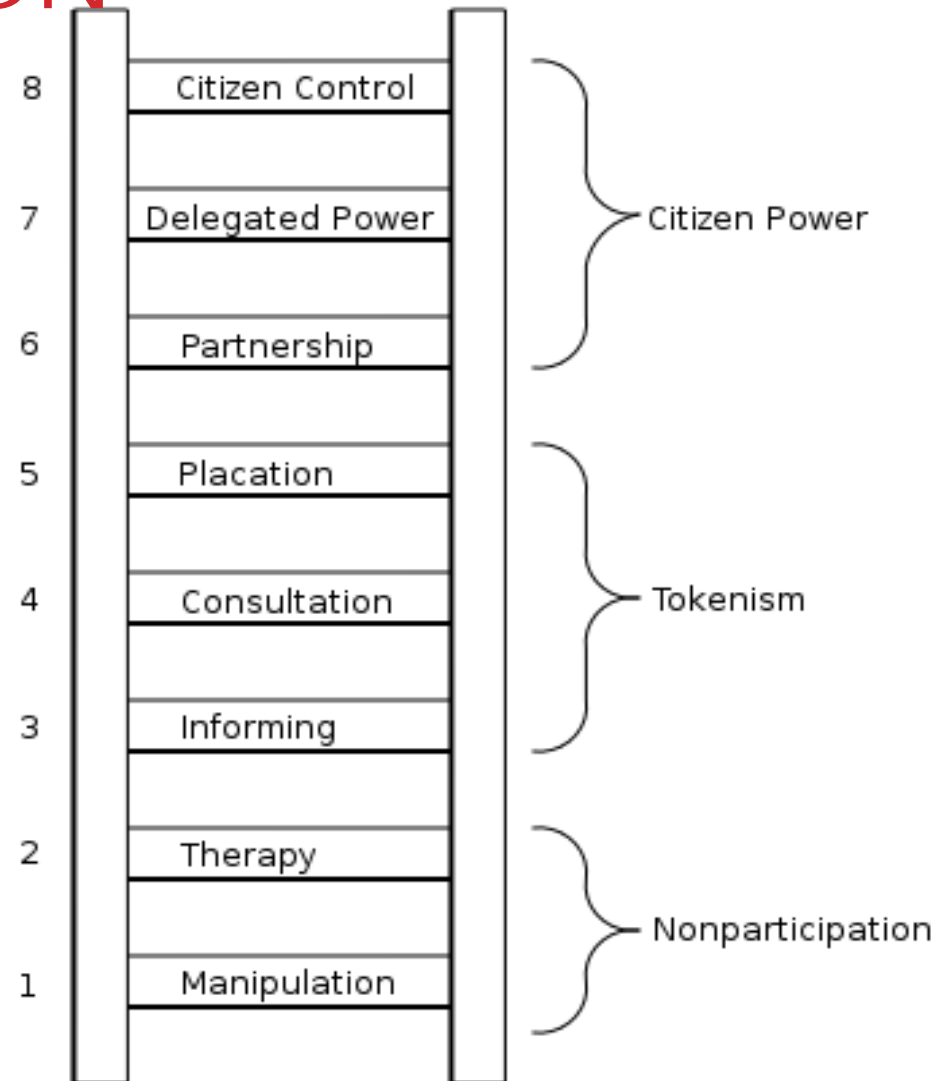 8 Citizen Control
7 Delegated Power Citizen Power
6 Partnership
5 Placation
4 Consultation Tokenism
3 Informing
2 Therapy
Nonparticipation
1 Manipulation